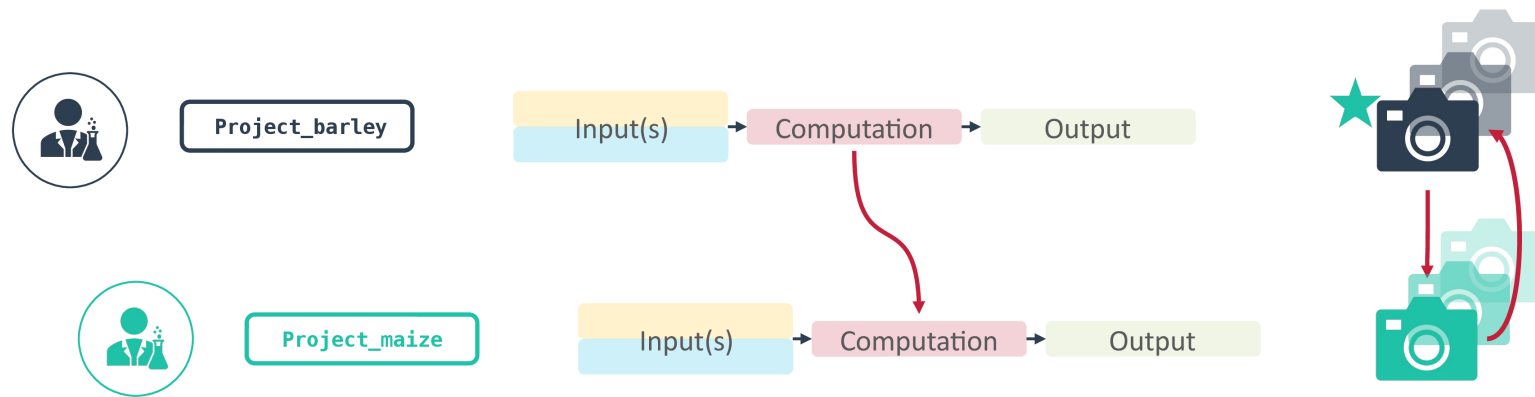 Project_barley
Input(s)
Computation
Output
Project_maize
Input(s)
Computation
Output